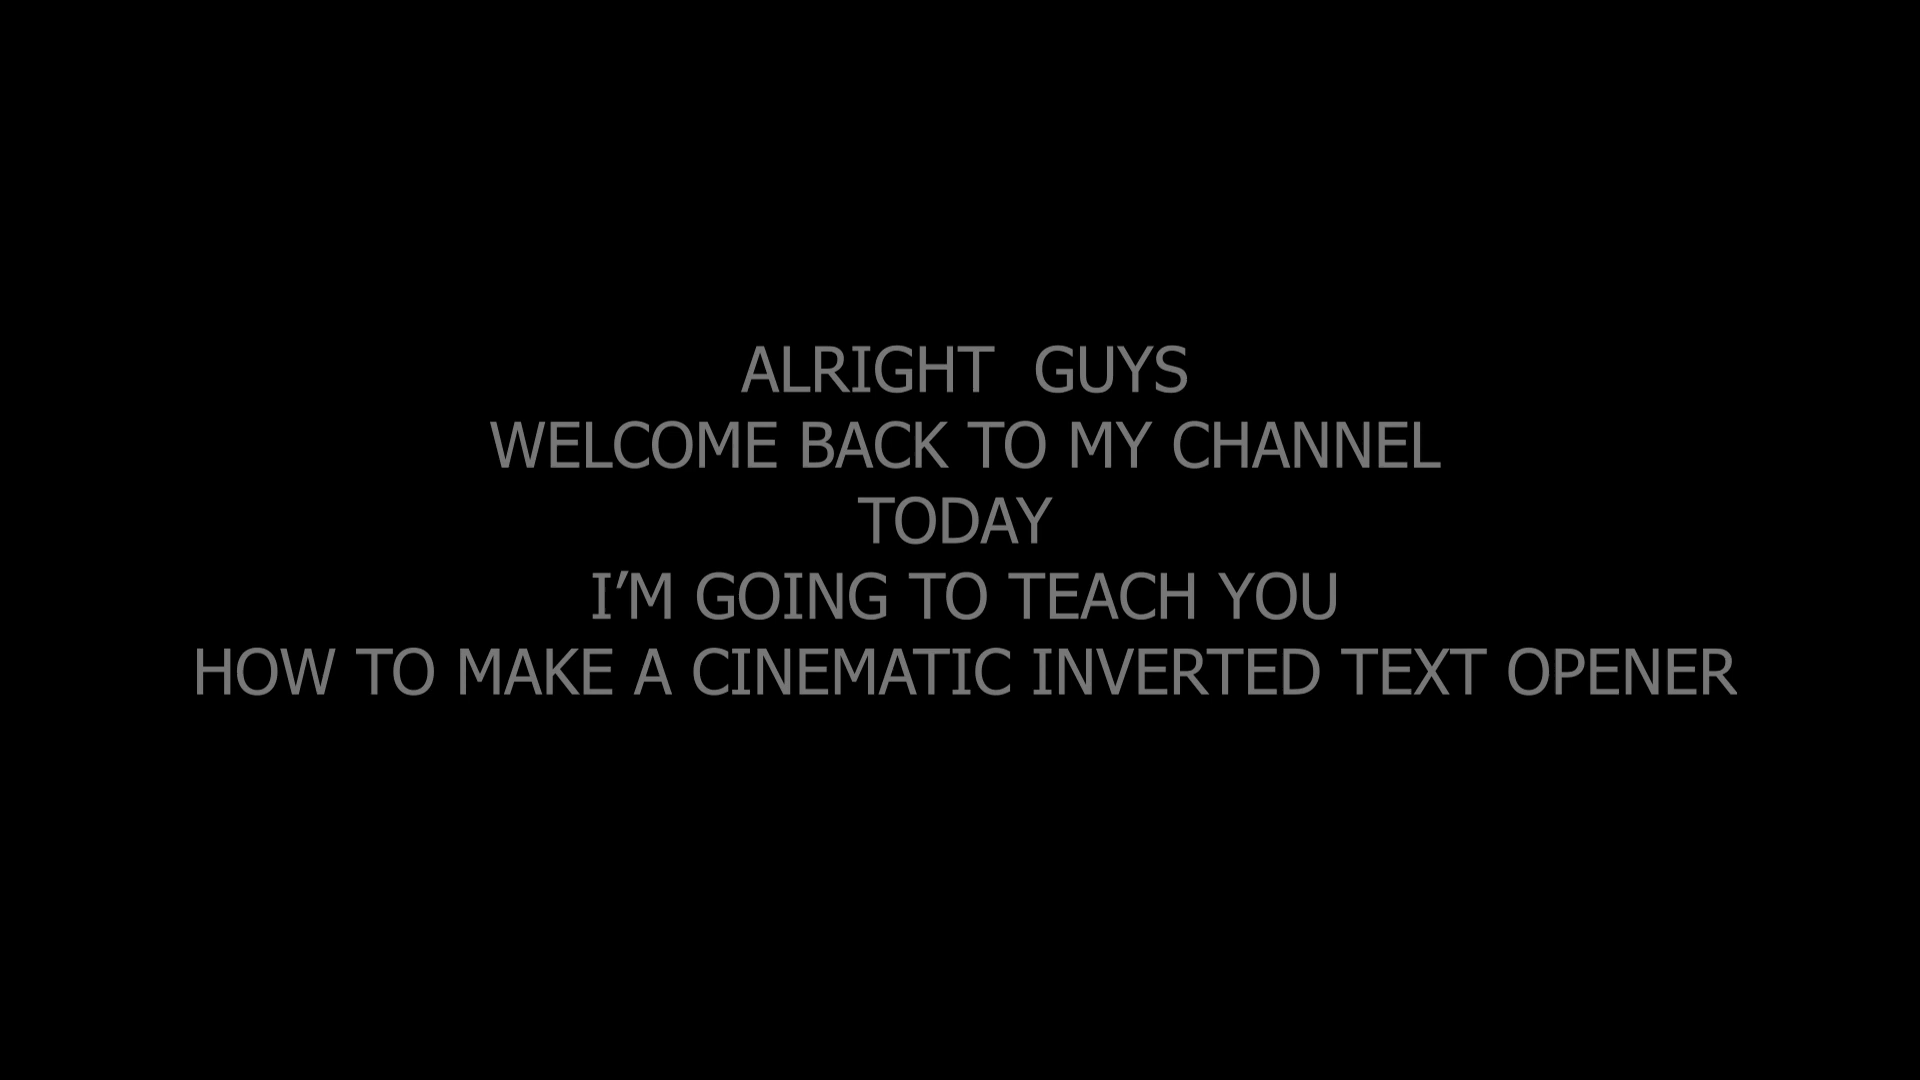 ALRIGHT  GUYS
WELCOME BACK TO MY CHANNEL
TODAY
I’M GOING TO TEACH YOU
HOW TO MAKE A CINEMATIC INVERTED TEXT OPENER